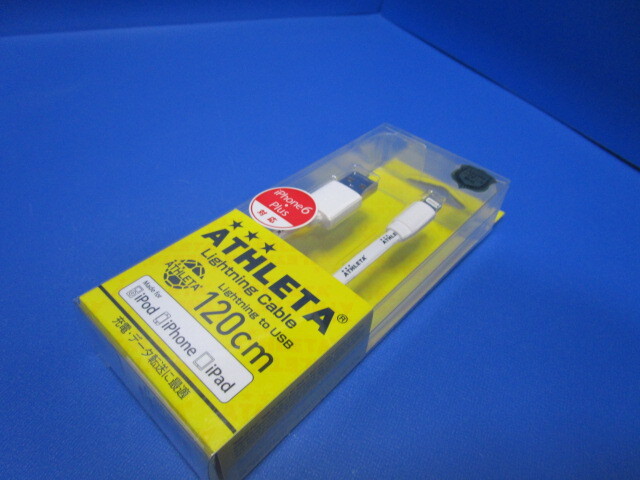 iPhone6
・Plus
対応
★★★
ATHLETA®
Lightning Cable
Lightning to USB
120cm
ATHLETA
Made for
iPod iPhone iPad
充電・データ転送に最適
★★★
ATHLETA